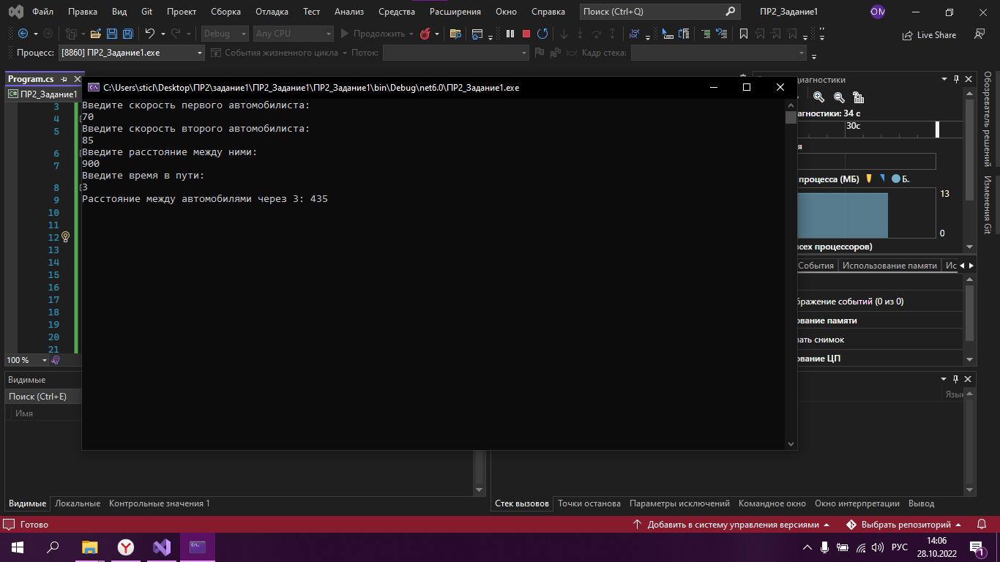 Файл Правка Вид Git Проект Сборка Отладка Тест Анализ Средства Расширения Окно Справка Поиск (Ctrl+Q) ПР2_Задание1 OM
Debug Any CPU Продолжить Live Share
Процесс: [8860] ПР2_Задание1.exe События жизненного цикла Поток: Кадр стека:
Program.cs
ПР2_Задание1
C:\Users\sticl\Desktop\ПР2\задание1\ПР2_Задание1\ПР2_Задание1\bin\Debug\net6.0\ПР2_Задание1.exe
Введите скорость первого автомобилиста:
70
Введите скорость второго автомобилиста:
85
Введите расстояние между ними:
900
Введите время в пути:
3
Расстояние между автомобилями через 3: 435
3
4
5
6
7
8
9
10
11
12
13
14
15
16
17
18
19
20
21
100 %
диагностики
агностики: 34 с
30с
я
процесса (МБ) Б..
13
0
всех процессоров)
События Использование памяти Ис
бражение событий (0 из 0)
ование памяти
лать снимок
ование ЦП
Обозреватель решений
Изменения Git
Видимые
Поиск (Ctrl+E)
Имя
Язык
Видимые Локальные Контрольные значения 1
Стек вызовов Точки останова Параметры исключений Командное окно Окно интерпретации Вывод
Готово Добавить в систему управления версиями Выбрать репозиторий
РУС 14:06
28.10.2022
1